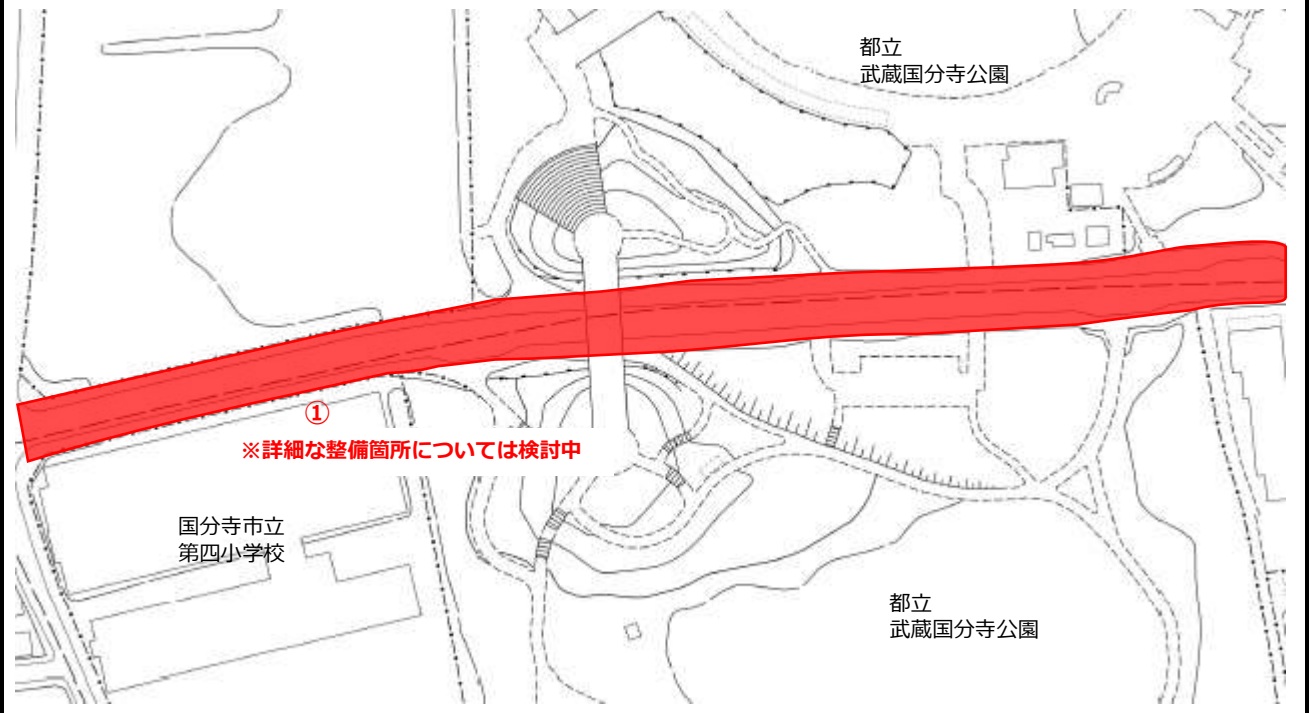 都立
武蔵国分寺公園
①
※詳細な整備箇所については検討中
国分寺市立
第四小学校
都立
武蔵国分寺公園